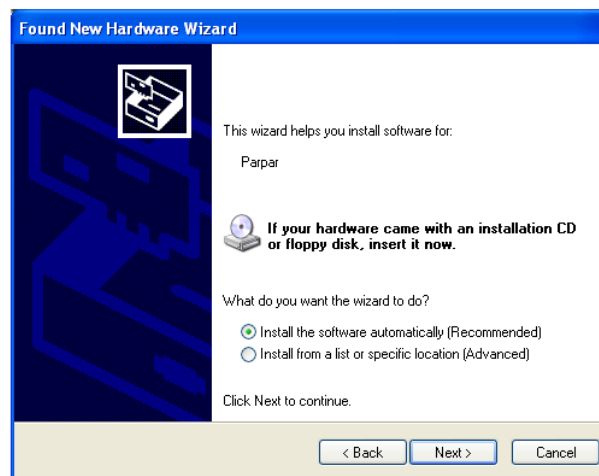 Found New Hardware Wizard
This wizard helps you install software for:
Parpar
If your hardware came with an installation CD
or floppy disk, insert it now.
What do you want the wizard to do?
Install the software automatically (Recommended)
Install from a list or specific location (Advanced)
Click Next to continue.
< Back
Next >
Cancel